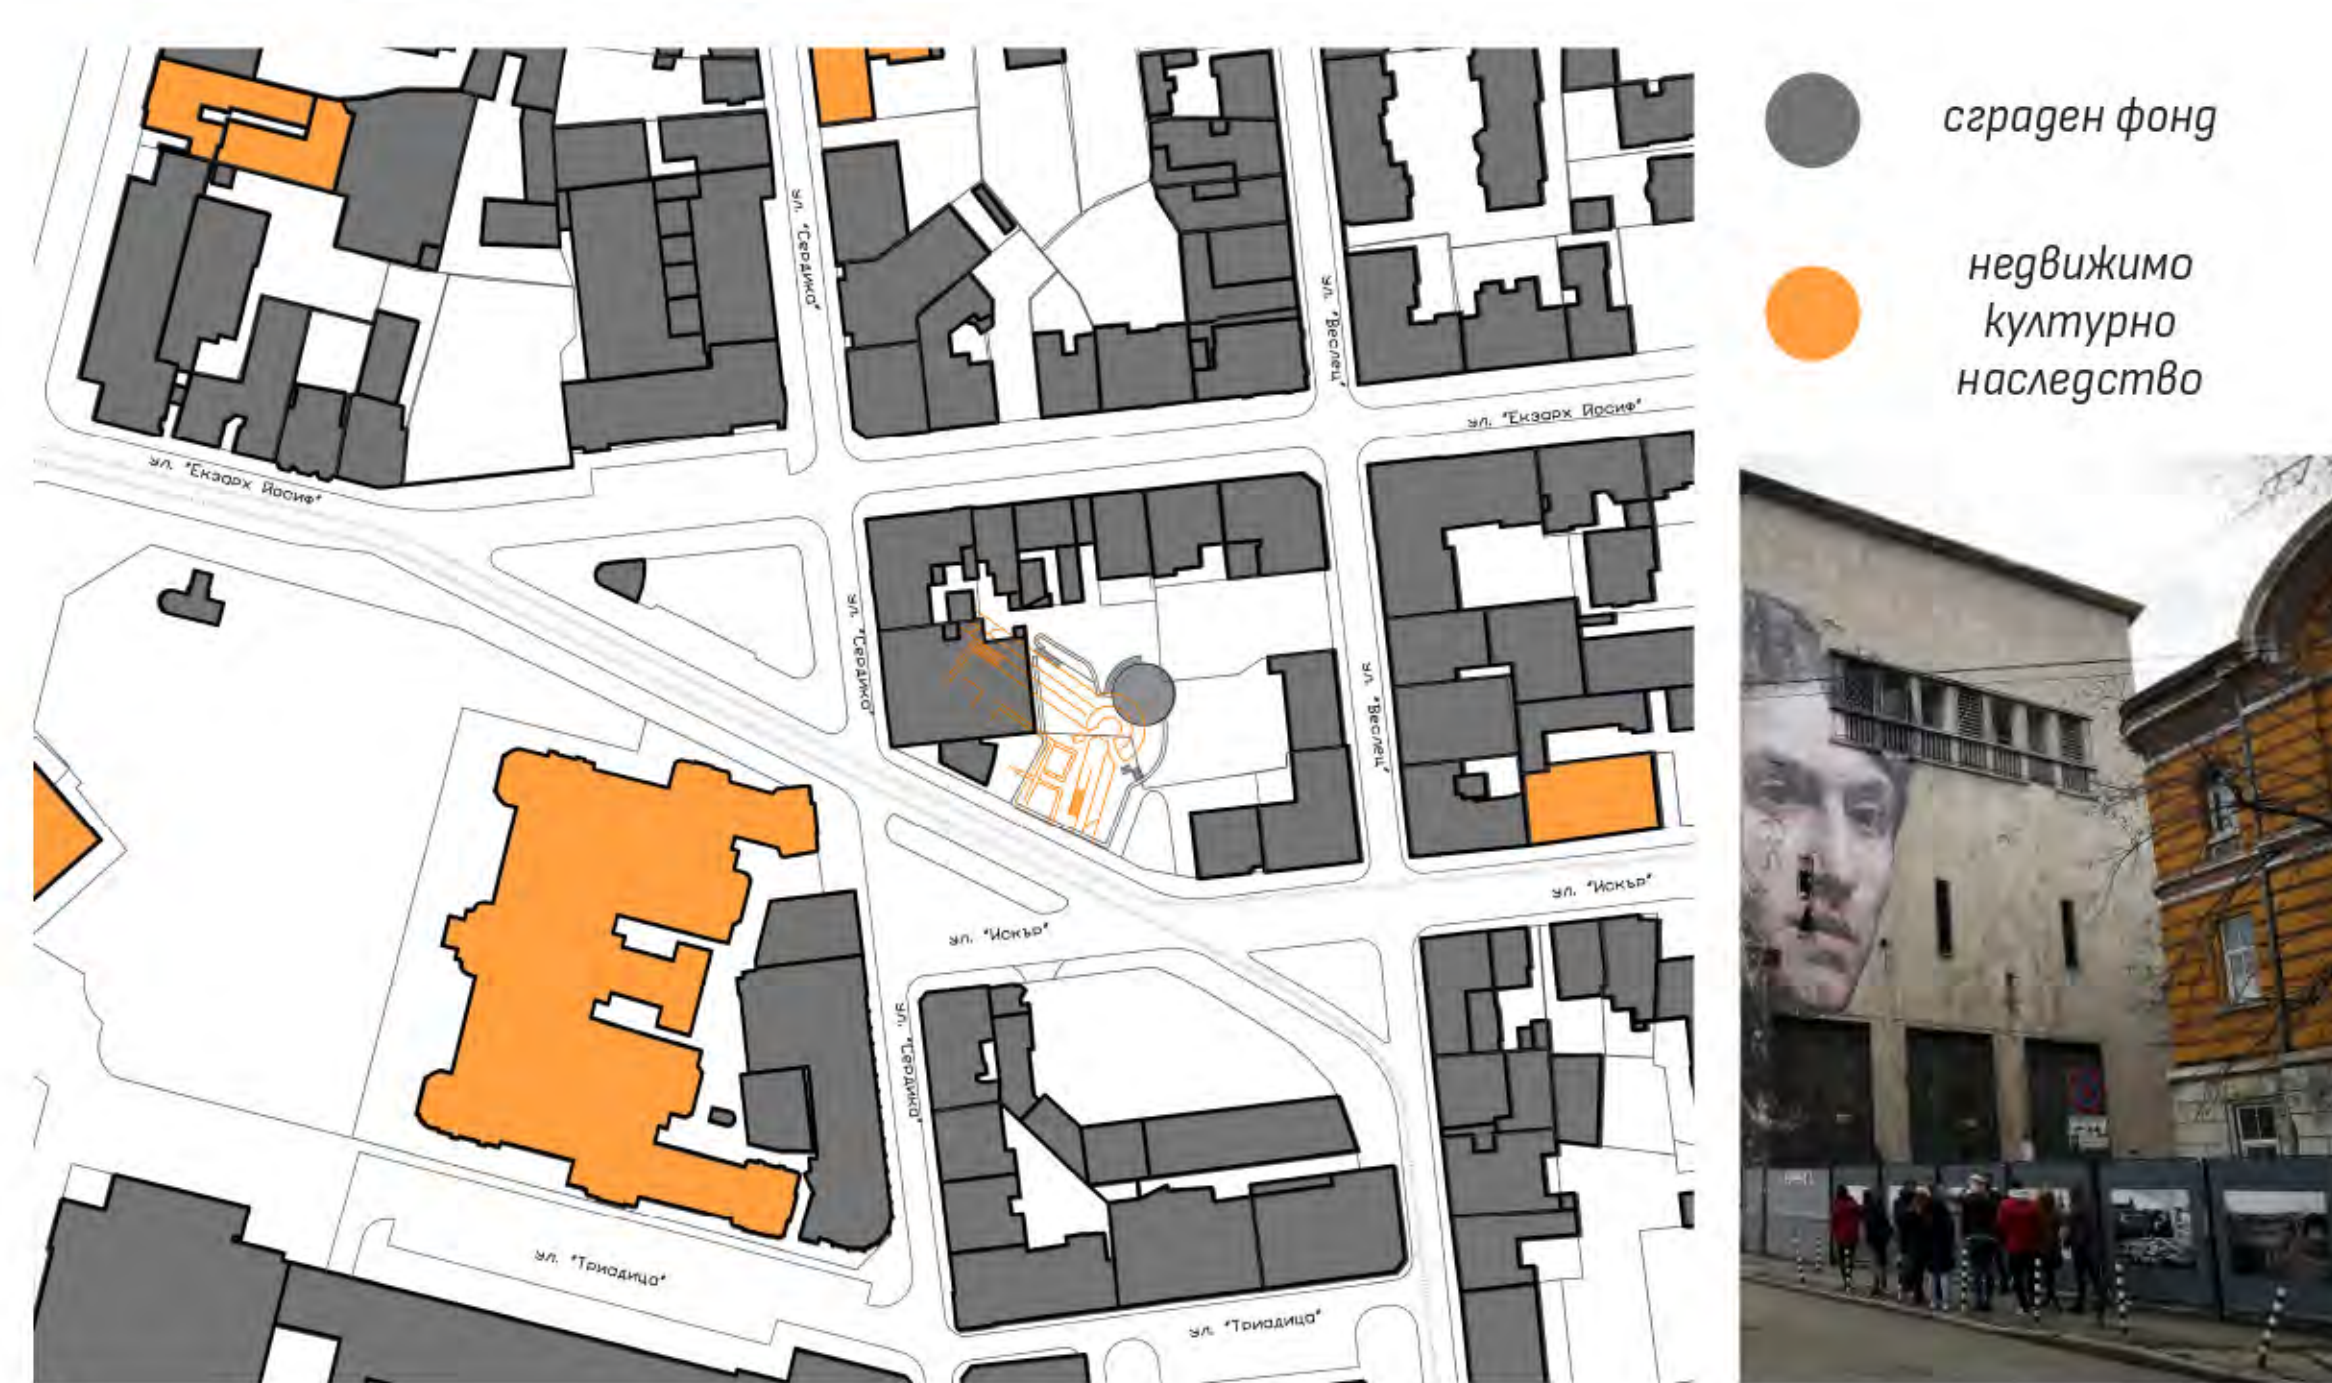 сграден фонд
недвижимо
културно
наследство
ул. "Сердика"
ул. "Веслец"
ул. "Екзарх Йосиф"
ул. "Екзарх Йосиф"
ул. "Сердика"
ул. "Веслец"
ул. "Искър"
ул. "Искър"
ул. "Сердика"
ул. "Триадица"
ул. "Триадица"